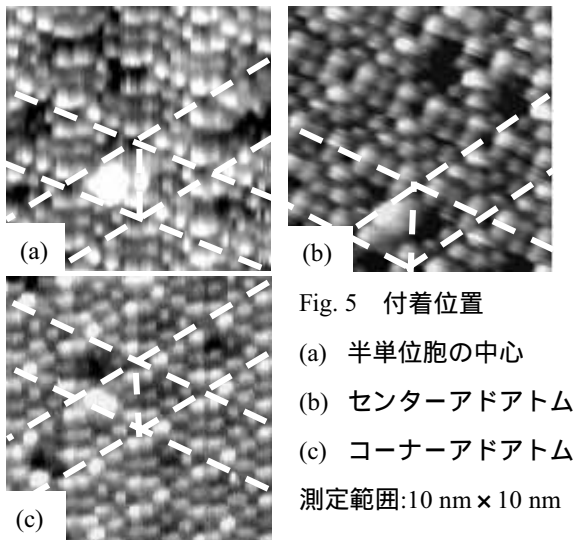 (a)
(b)
(c)
Fig. 5 付着位置
(a) 半単位胞の中心
(b) センターアドアトム
(c) コーナーアドアトム
測定範囲:10 nm × 10 nm